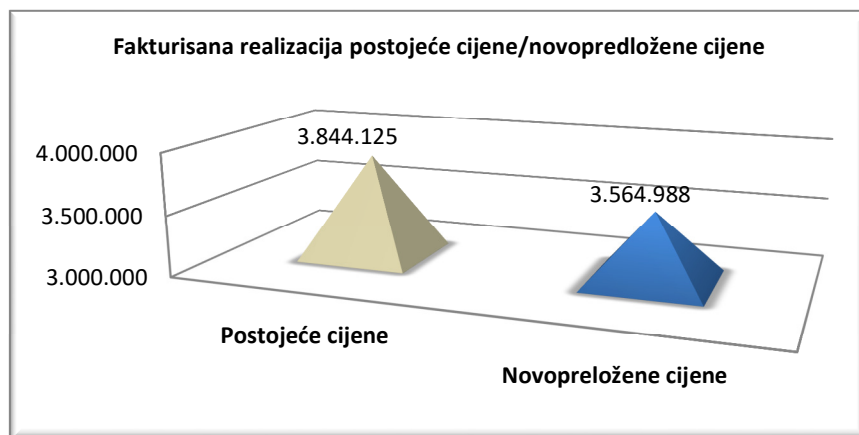 Fakturisana realizacija postojeće cijene/novopredložene cijene
4.000.000
3.500.000
3.000.000
3.844.125
3.564.988
Postojeće cijene
Novopreložene cijene